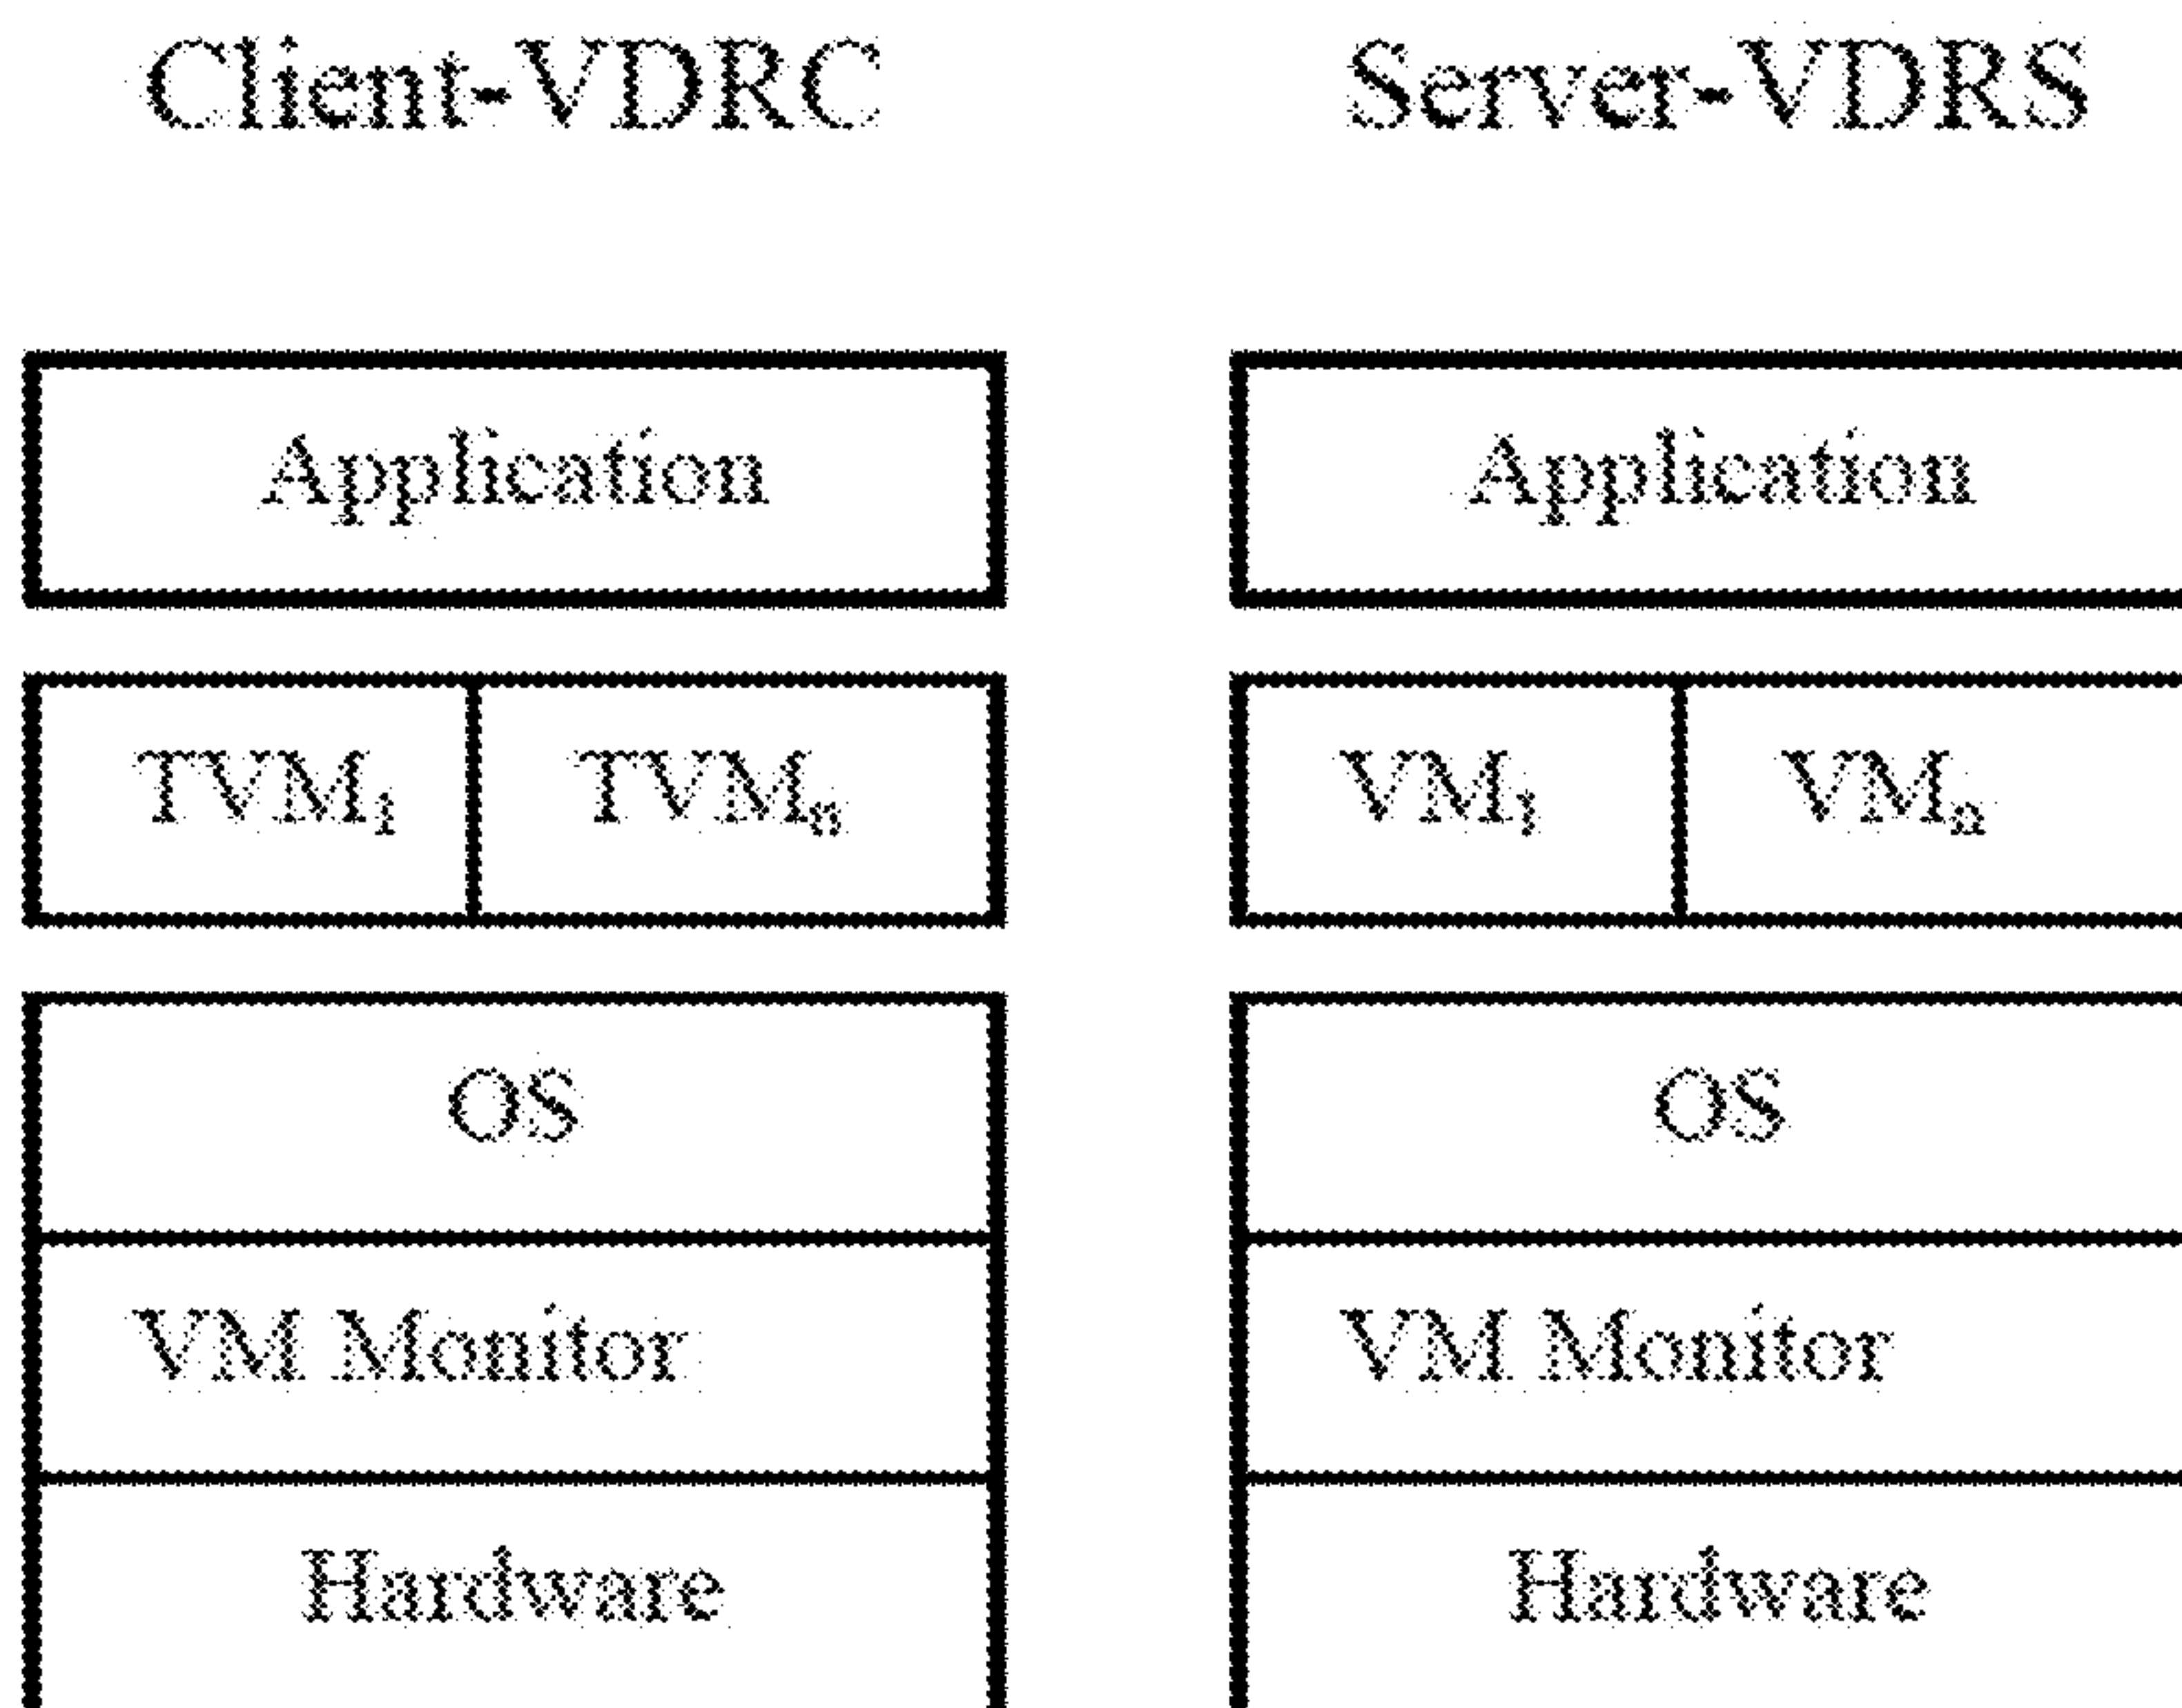 Client-VDRC
Server-VDRS
Application
Application
TVM₁ TVMₙ
VM₁ VMₙ
OS
OS
VM Monitor
VM Monitor
Hardware
Hardware